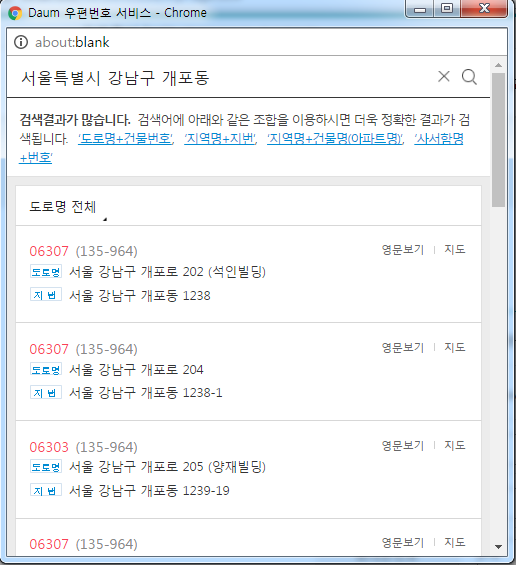 Daum 우편번호 서비스 - Chrome
about:blank
서울특별시 강남구 개포동
검색결과가 많습니다. 검색어에 아래와 같은 조합을 이용하시면 더욱 정확한 결과가 검
색됩니다. '도로명+건물번호', '지역명+지번', '지역명+건물명(아파트명)', '사서함명
+번호'
도로명 전체
06307 (135-964) 영문보기 지도
도로명 서울 강남구 개포로 202 (석인빌딩)
지 번 서울 강남구 개포동 1238
06307 (135-964) 영문보기 지도
도로명 서울 강남구 개포로 204
지 번 서울 강남구 개포동 1238-1
06303 (135-964) 영문보기 지도
도로명 서울 강남구 개포로 205 (양재빌딩)
지 번 서울 강남구 개포동 1239-19
06307 (135-964) 영문보기 지도